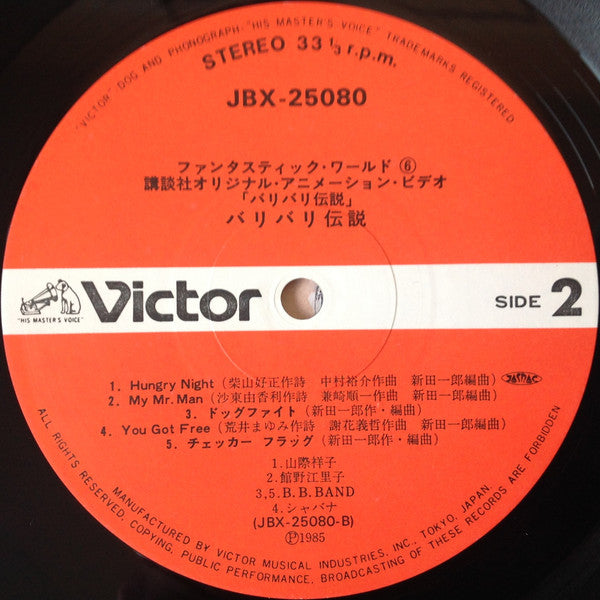 "VICTOR" DOG AND PHONOGRAPH-"HIS MASTER'S VOICE" TRADEMARKS REGISTERED
STEREO 33 1/3 r.p.m.
JBX-25080
ファンタスティック・ワールド ⑥
講談社オリジナル・アニメーション・ビデオ
「バリバリ伝説」
バリバリ伝説
"HIS MASTER'S VOICE"
Victor
SIDE 2
1. Hungry Night (柴山好正作詩 中村裕介作曲 新田一郎編曲) JASRAC
2. My Mr. Man (沙東由香利作詩 兼崎順一作曲 新田一郎編曲)
3. ドッグファイト (新田一郎作・編曲)
4. You Got Free (荒井まゆみ作詩 謝花義哲作曲 新田一郎編曲)
5. チェッカー フラッグ (新田一郎作・編曲)
1. 山際祥子
2. 館野江里子
3,5. B.B.BAND
4. シャバナ
(JBX-25080-B)
Ⓟ1985
MANUFACTURED BY VICTOR MUSICAL INDUSTRIES, INC., TOKYO, JAPAN.
ALL RIGHTS RESERVED. COPYING, PUBLIC PERFORMANCE, BROADCASTING OF THESE RECORDS ARE FORBIDDEN